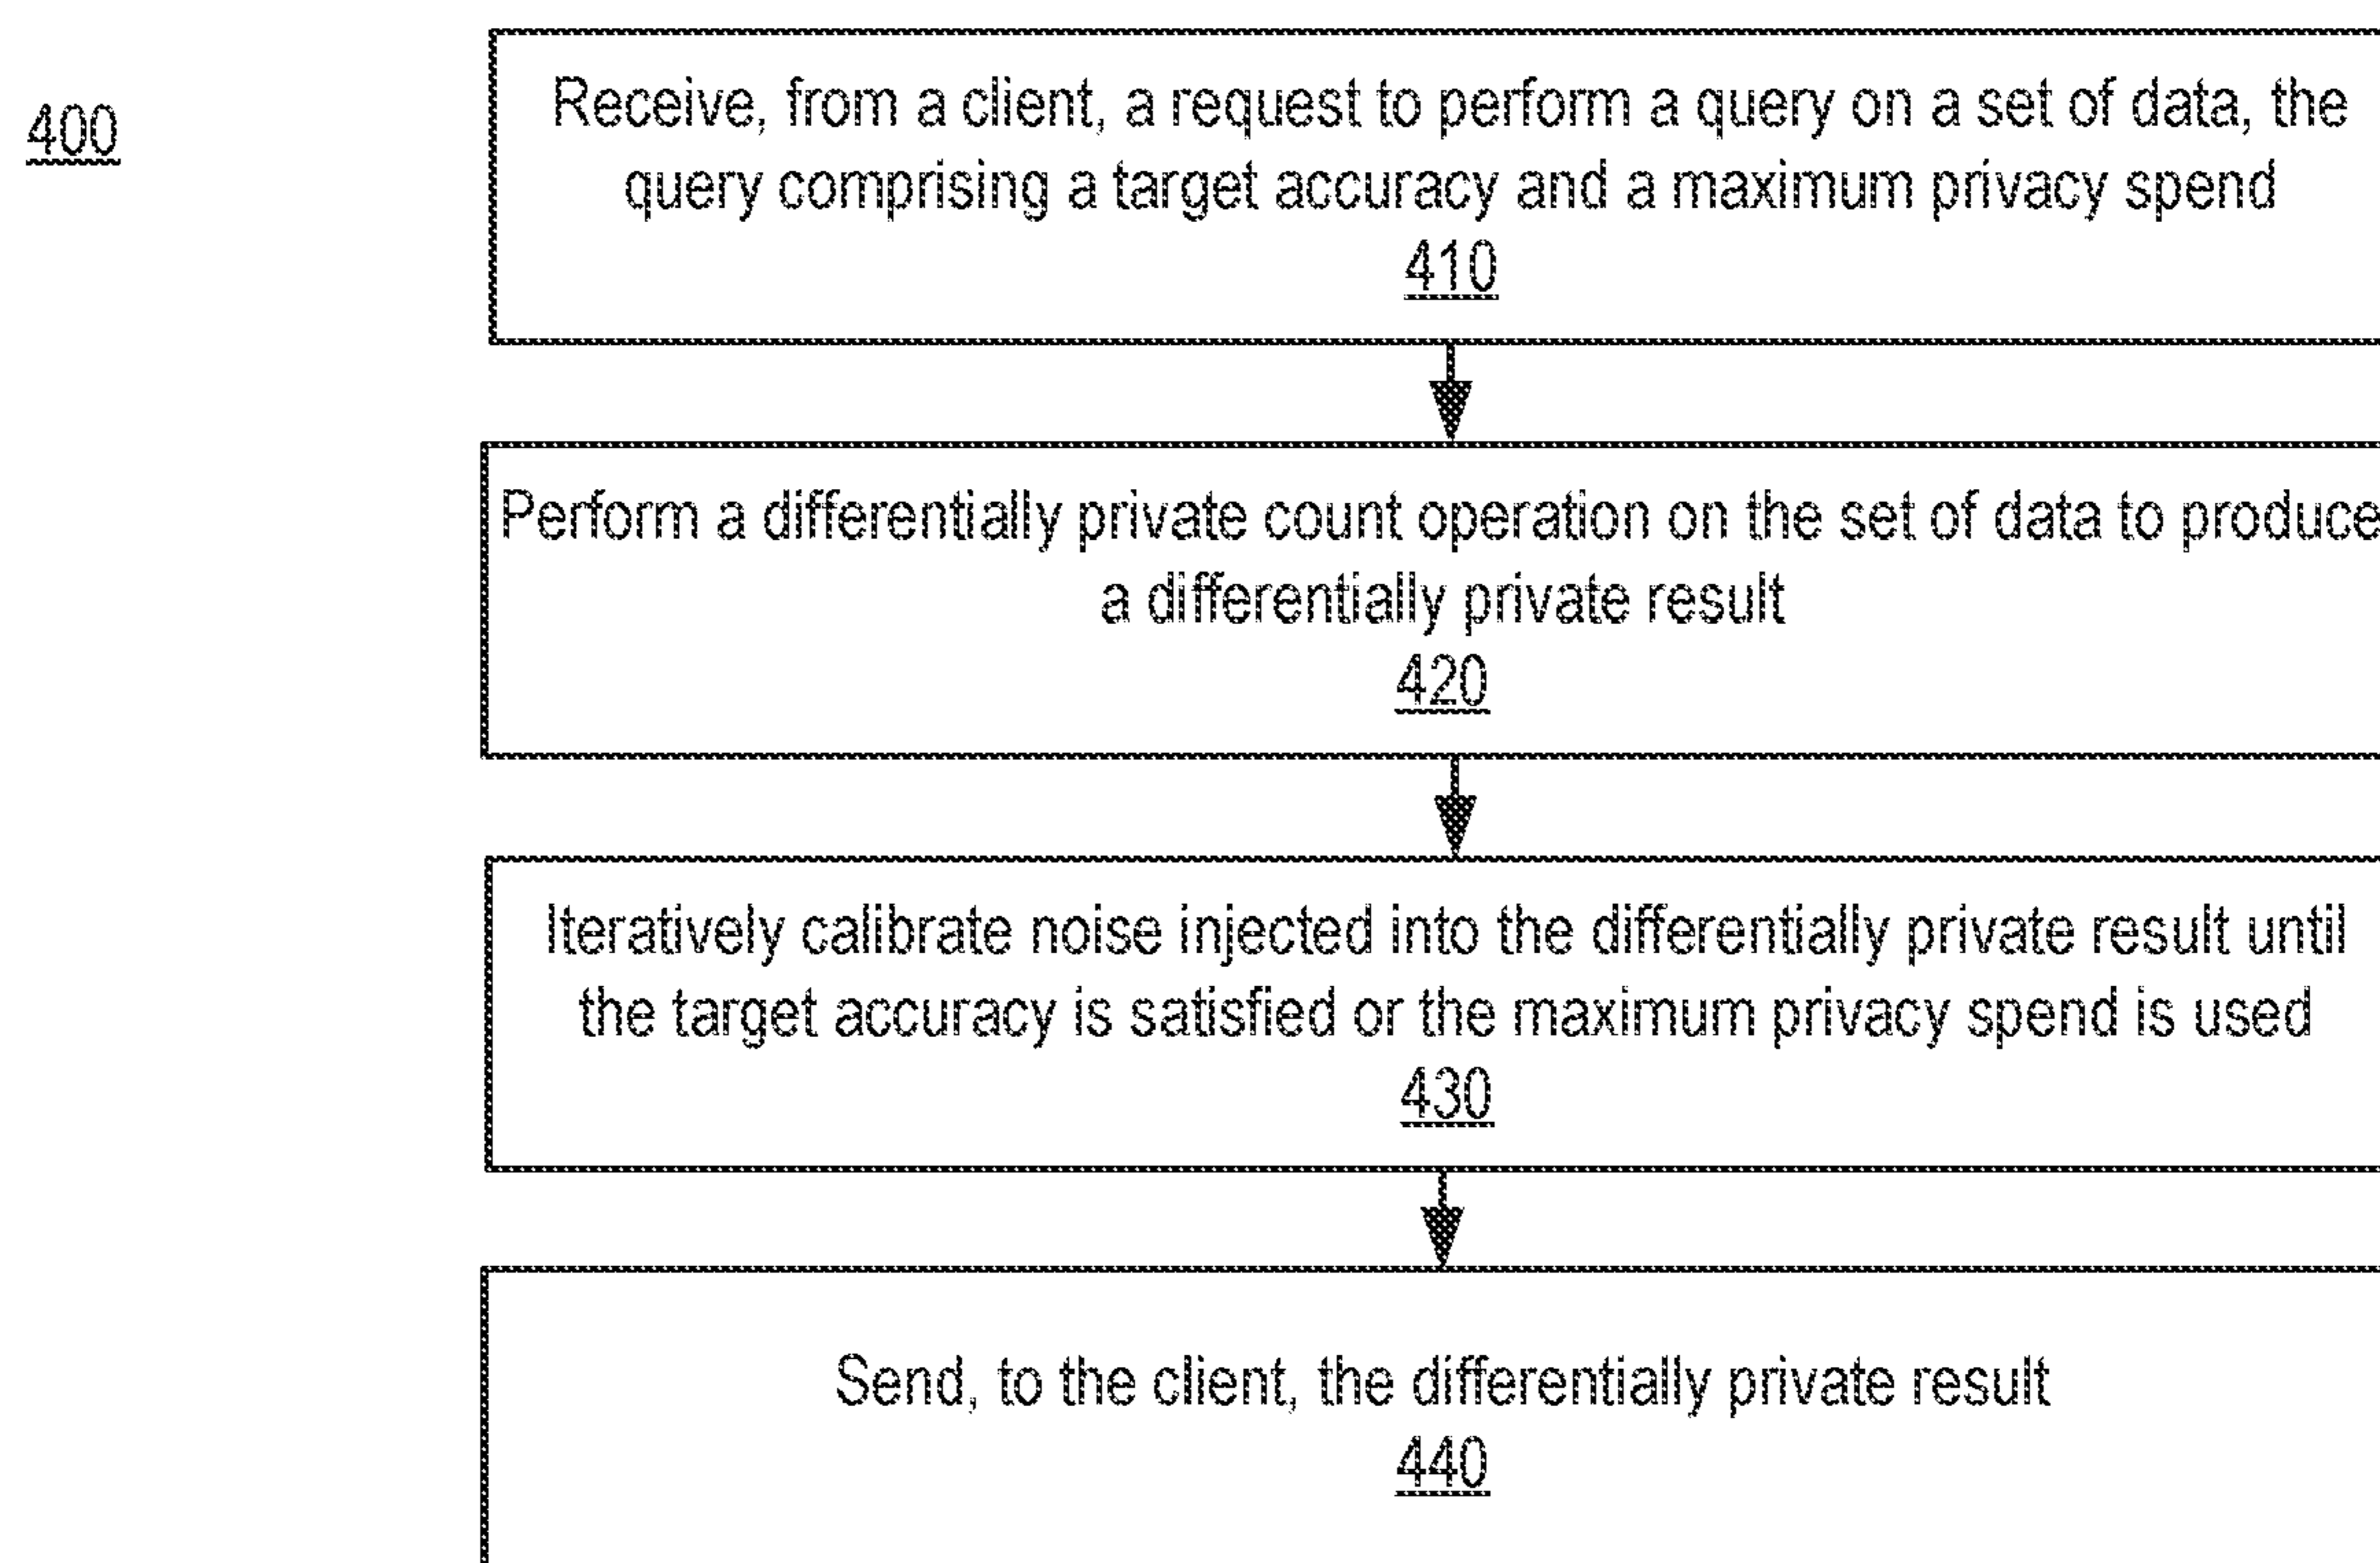 400
Receive, from a client, a request to perform a query on a set of data, the
query comprising a target accuracy and a maximum privacy spend
410
Perform a differentially private count operation on the set of data to produce
a differentially private result
420
Iteratively calibrate noise injected into the differentially private result until
the target accuracy is satisfied or the maximum privacy spend is used
430
Send, to the client, the differentially private result
440